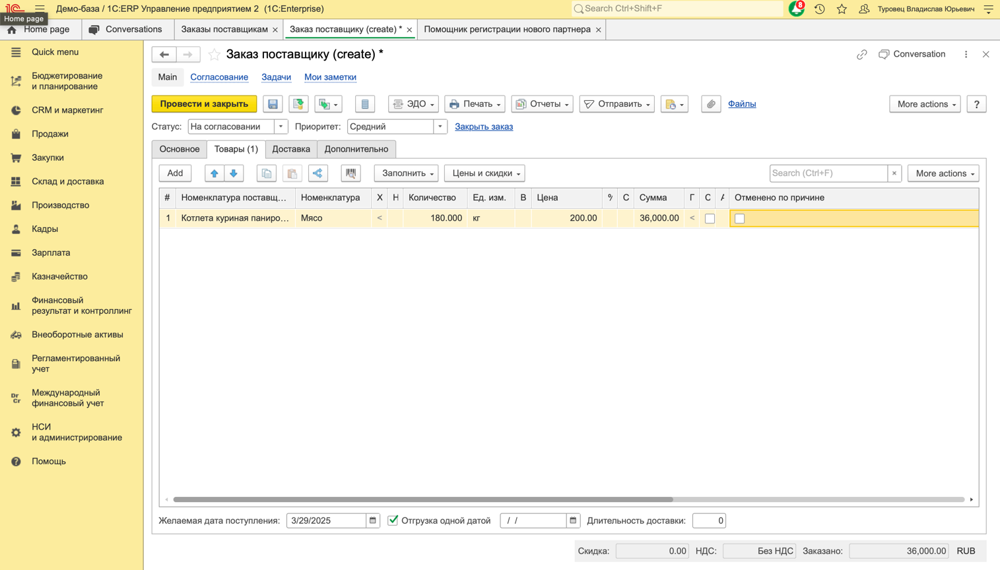 Демо-база / 1С:ERP Управление предприятием 2 (1C:Enterprise)
Search Ctrl+Shift+F
8
Туровец Владислав Юрьевич
Home page
Home page
Conversations
Заказы поставщикам
Заказ поставщику (create) *
Помощник регистрации нового партнера
Quick menu
Бюджетирование
и планирование
CRM и маркетинг
Продажи
Закупки
Склад и доставка
Производство
Кадры
Зарплата
Казначейство
Финансовый
результат и контроллинг
Внеоборотные активы
Регламентированный
учет
Dr
Cr
Международный
финансовый учет
НСИ
и администрирование
Помощь
Заказ поставщику (create) *
Conversation
Main
Согласование
Задачи
Мои заметки
Провести и закрыть
ЭДО
Печать
Отчеты
Отправить
Файлы
More actions
?
Статус: На согласовании
Приоритет: Средний
Закрыть заказ
Основное
Товары (1)
Доставка
Дополнительно
Add
Заполнить
Цены и скидки
Search (Ctrl+F)
×
More actions
# Номенклатура поставщ... Номенклатура Х Н Количество Ед. изм. В Цена % С Сумма Г С А Отменено по причине
1 Котлета куриная паниро... Мясо < 180.000 кг 200.00 36,000.00 <
Желаемая дата поступления: 3/29/2025
Отгрузка одной датой
/ /
Длительность доставки: 0
Скидка: 0.00 НДС: Без НДС Заказано: 36,000.00 RUB